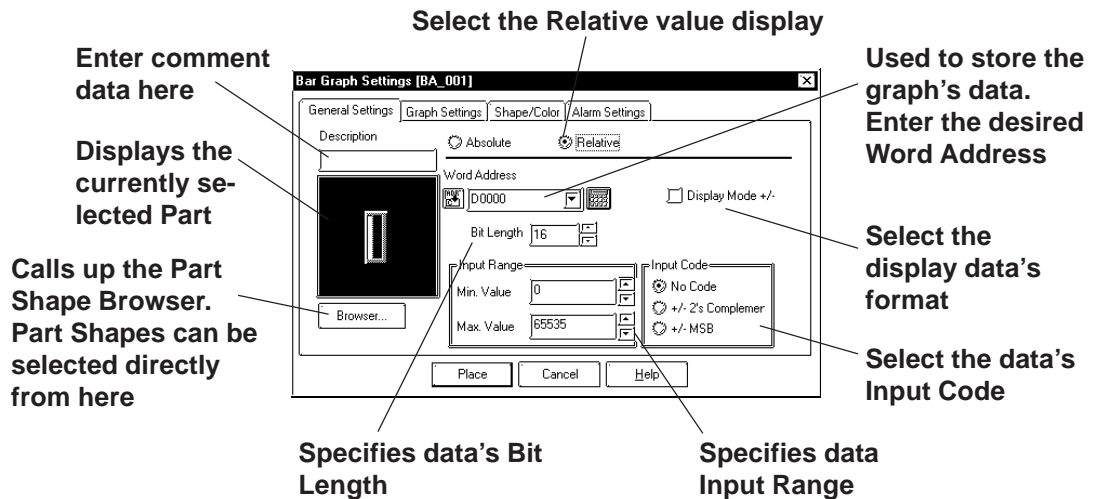 Select the Relative value display
Enter comment
data here
Used to store the
graph's data.
Enter the desired
Word Address
Displays the
currently se-
lected Part
Calls up the Part
Shape Browser.
Part Shapes can be
selected directly
from here
Bar Graph Settings [BA_001]
General Settings Graph Settings Shape/Color Alarm Settings
Description
Absolute Relative
Word Address
D0000
Display Mode +/-
Bit Length 16
Input Range
Min. Value 0
Max. Value 65535
Input Code
No Code
+/- 2's Complemer
+/- MSB
Browser...
Place Cancel Help
Select the
display data's
format
Select the data's
Input Code
Specifies data's Bit
Length
Specifies data
Input Range